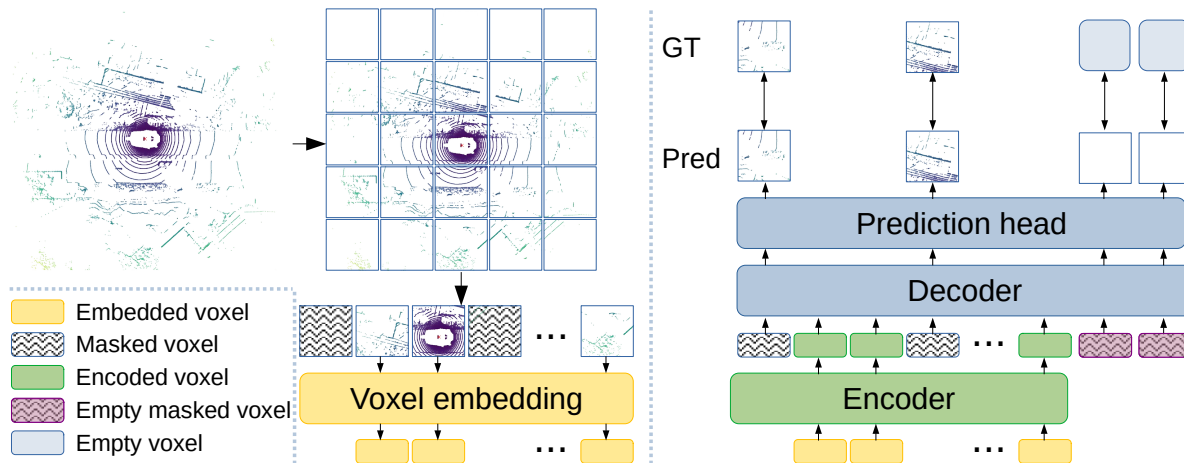 GT
Pred
Prediction head
Decoder
...
Encoder
...
Embedded voxel
Masked voxel
Encoded voxel
Empty masked voxel
Empty voxel
...
Voxel embedding
...